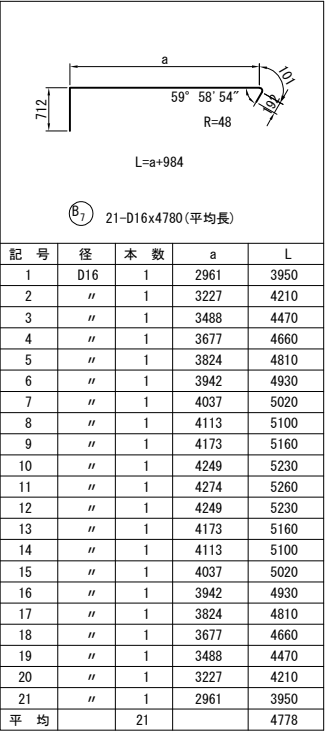 a
101
712
59° 58′ 54″
192
R=48
L=a+984
B7 21-D16x4780(平均長)
記 号 径 本 数 a L
1 D16 1 2961 3950
2 〃 1 3227 4210
3 〃 1 3488 4470
4 〃 1 3677 4660
5 〃 1 3824 4810
6 〃 1 3942 4930
7 〃 1 4037 5020
8 〃 1 4113 5100
9 〃 1 4173 5160
10 〃 1 4249 5230
11 〃 1 4274 5260
12 〃 1 4249 5230
13 〃 1 4173 5160
14 〃 1 4113 5100
15 〃 1 4037 5020
16 〃 1 3942 4930
17 〃 1 3824 4810
18 〃 1 3677 4660
19 〃 1 3488 4470
20 〃 1 3227 4210
21 〃 1 2961 3950
平 均 21 4778